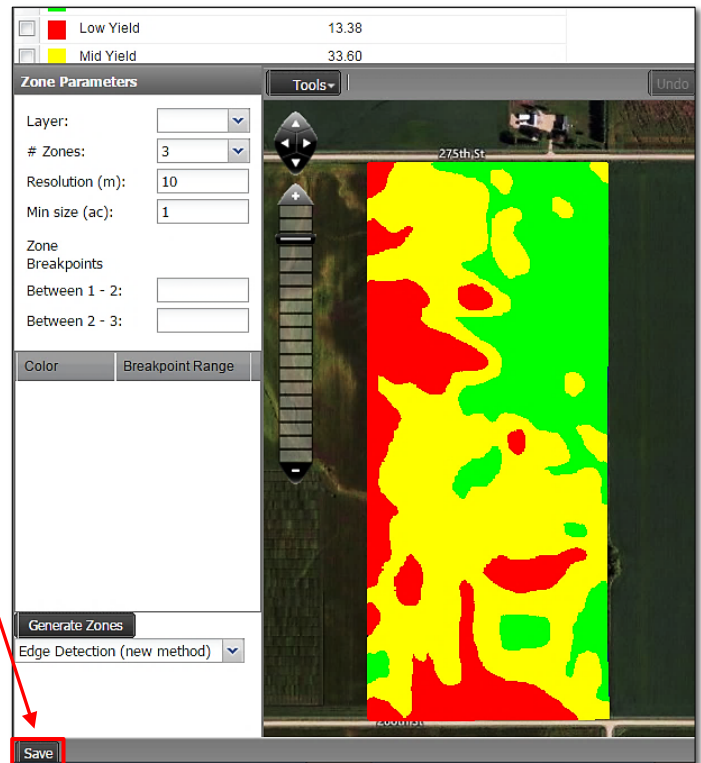 Low Yield 13.38
Mid Yield 33.60
Zone Parameters
Tools
Undo
Layer:
# Zones: 3
Resolution (m): 10
Min size (ac): 1
Zone
Breakpoints
Between 1 - 2:
Between 2 - 3:
Color Breakpoint Range
275th St
Generate Zones
Edge Detection (new method)
Save